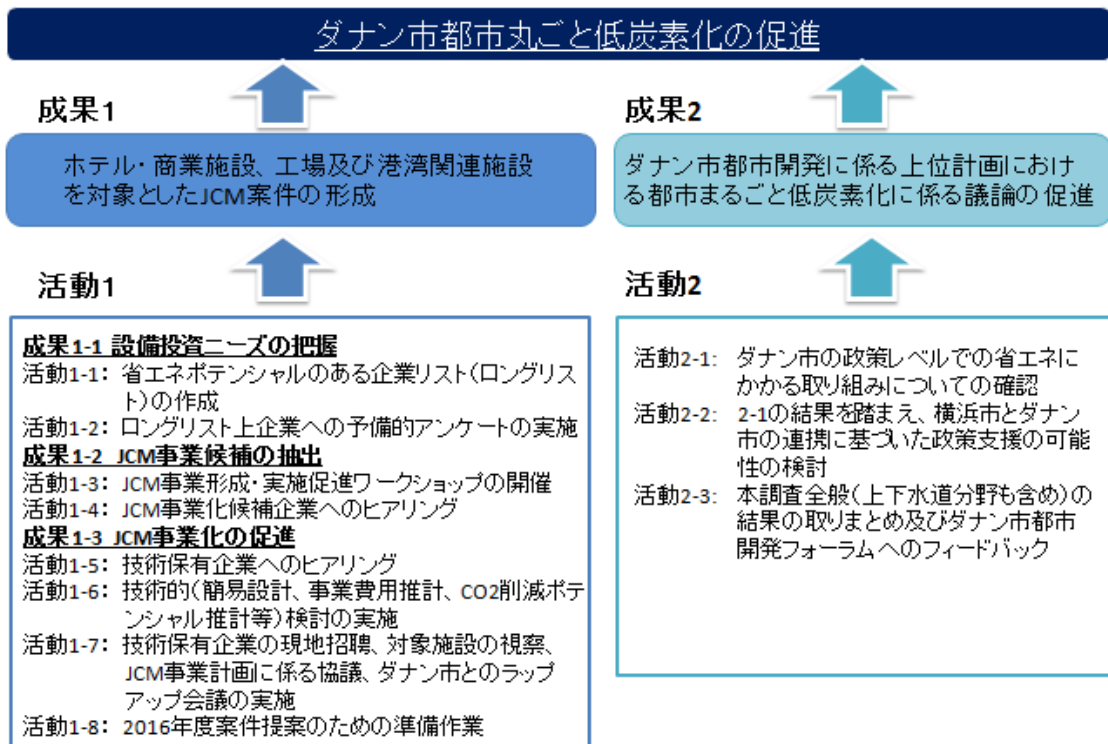 ダナン市都市丸ごと低炭素化の促進
成果1
ホテル・商業施設、工場及び港湾関連施設
を対象としたJCM案件の形成
活動1
成果1-1 設備投資ニーズの把握
活動1-1: 省エネポテンシャルのある企業リスト(ロングリス
ト)の作成
活動1-2: ロングリスト上企業への予備的アンケートの実施
成果1-2 JCM事業候補の抽出
活動1-3: JCM事業形成・実施促進ワークショップの開催
活動1-4: JCM事業化候補企業へのヒアリング
成果1-3 JCM事業化の促進
活動1-5: 技術保有企業へのヒアリング
活動1-6: 技術的(簡易設計、事業費用推計、CO2削減ポテ
ンシャル推計等)検討の実施
活動1-7: 技術保有企業の現地招聘、対象施設の視察、
JCM事業計画に係る協議、ダナン市とのラップ
アップ会議の実施
活動1-8: 2016年度案件提案のための準備作業
成果2
ダナン市都市開発に係る上位計画におけ
る都市まるごと低炭素化に係る議論の促進
活動2
活動2-1: ダナン市の政策レベルでの省エネに
かかる取り組みについての確認
活動2-2: 2-1の結果を踏まえ、横浜市とダナン
市の連携に基づいた政策支援の可能
性の検討
活動2-3: 本調査全般(上下水道分野も含め)の
結果の取りまとめ及びダナン市都市
開発フォーラムへのフィードバック